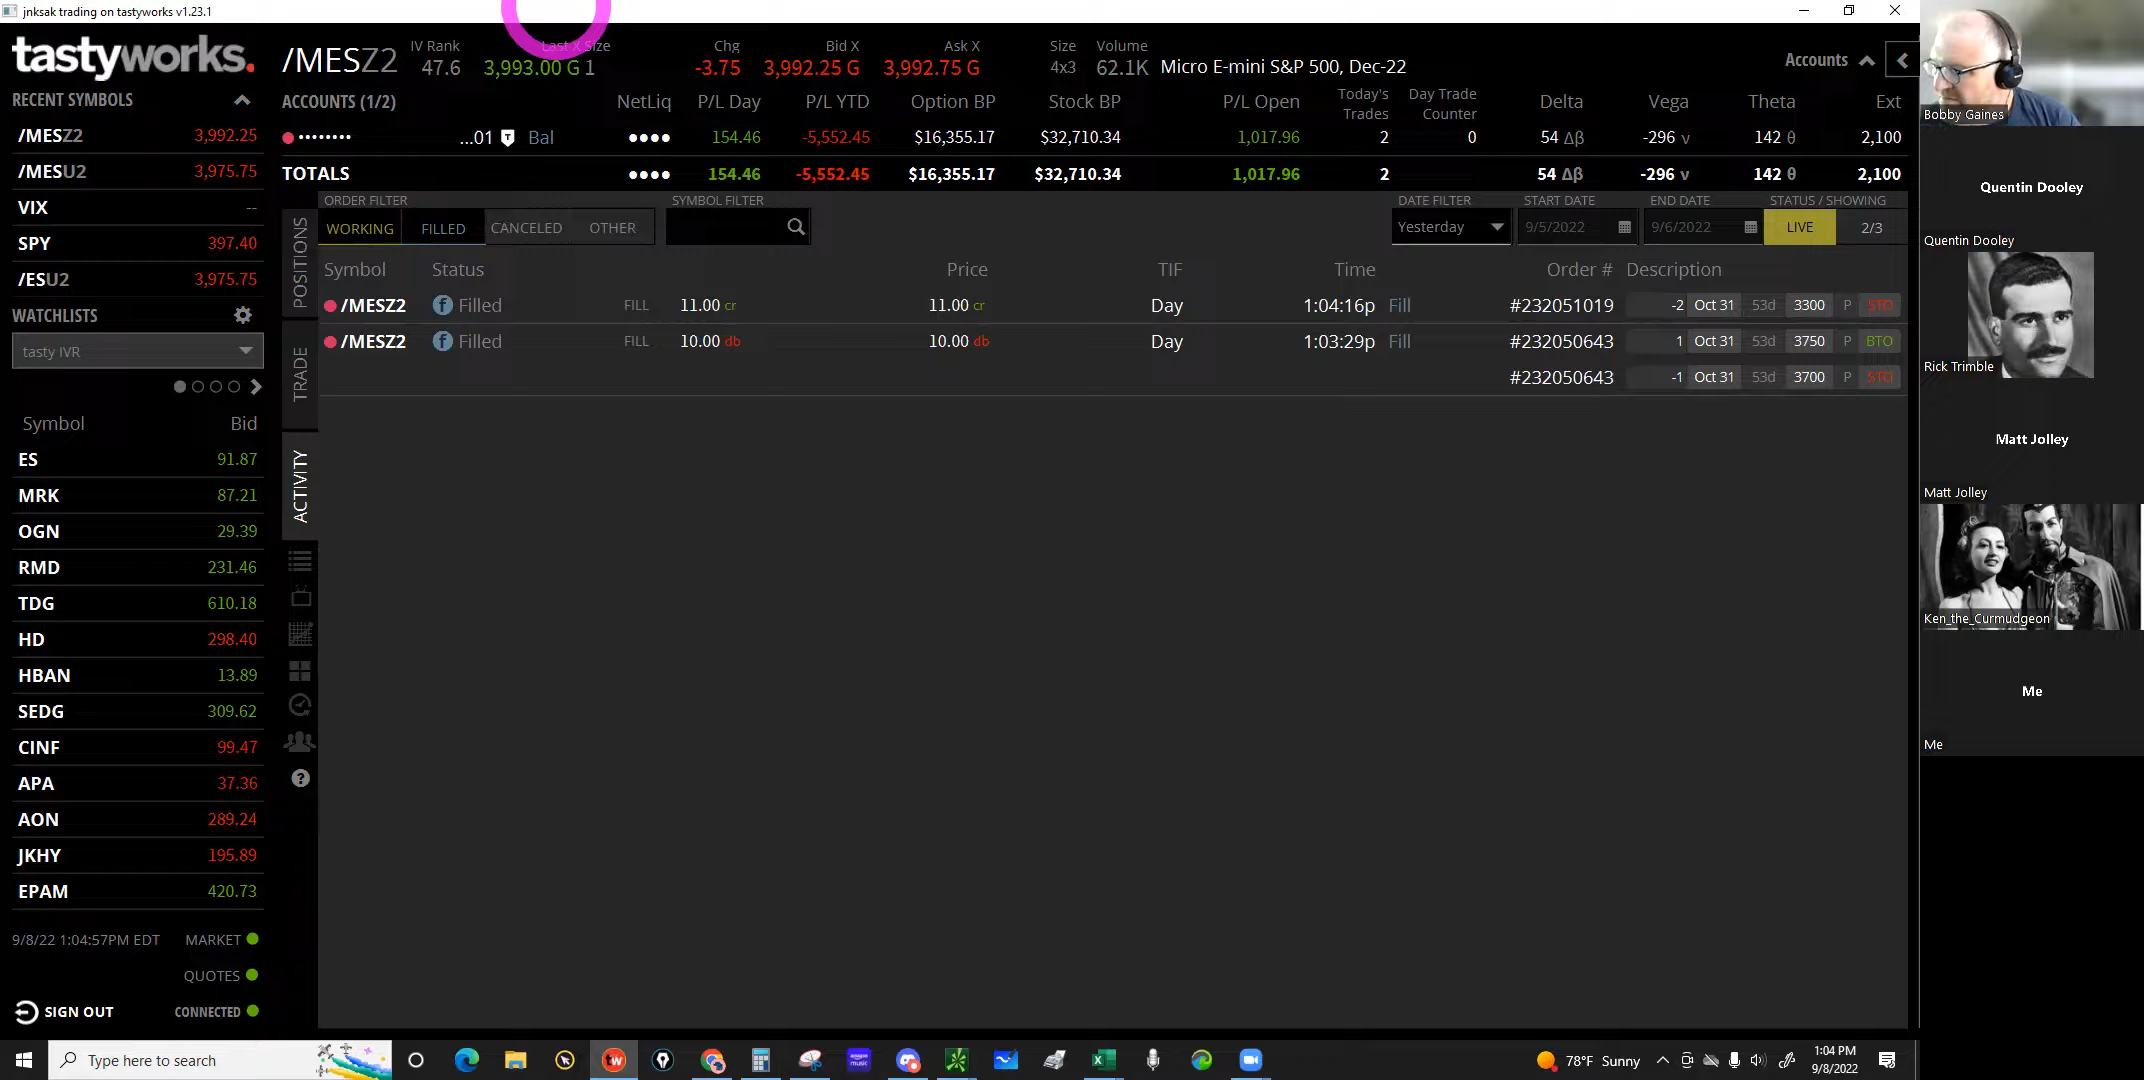 jnksak trading on tastyworks v1.23.1
tastyworks.
/MESZ2
IV Rank
47.6
Last X Size
3,993.00 G 1
Chg
-3.75
Bid X
3,992.25 G
Ask X
3,992.75 G
Size
4x3
Volume
62.1K
Micro E-mini S&P 500, Dec-22
Accounts
RECENT SYMBOLS
/MESZ2 3,992.25
/MESU2 3,975.75
VIX --
SPY 397.40
/ESU2 3,975.75
WATCHLISTS
tasty IVR
Symbol Bid
ES 91.87
MRK 87.21
OGN 29.39
RMD 231.46
TDG 610.18
HD 298.40
HBAN 13.89
SEDG 309.62
CINF 99.47
APA 37.36
AON 289.24
JKHY 195.89
EPAM 420.73
9/8/22 1:04:57PM EDT MARKET
QUOTES
SIGN OUT CONNECTED
ACCOUNTS (1/2) NetLiq P/L Day P/L YTD Option BP Stock BP P/L Open Today's Trades Day Trade Counter Delta Vega Theta Ext
•••••••• ...01 T Bal •••• 154.46 -5,552.45 $16,355.17 $32,710.34 1,017.96 2 0 54 Δβ -296 v 142 θ 2,100
TOTALS •••• 154.46 -5,552.45 $16,355.17 $32,710.34 1,017.96 2 54 Δβ -296 v 142 θ 2,100
POSITIONS
TRADE
ACTIVITY
ORDER FILTER SYMBOL FILTER DATE FILTER START DATE END DATE STATUS / SHOWING
WORKING FILLED CANCELED OTHER Yesterday 9/5/2022 9/6/2022 LIVE 2/3
Symbol Status Price TIF Time Order # Description
/MESZ2 f Filled FILL 11.00 cr 11.00 cr Day 1:04:16p Fill #232051019 -2 Oct 31 53d 3300 P STO
/MESZ2 f Filled FILL 10.00 db 10.00 db Day 1:03:29p Fill #232050643 1 Oct 31 53d 3750 P BTO
#232050643 -1 Oct 31 53d 3700 P STO
?
Bobby Gaines
Quentin Dooley
Quentin Dooley
Rick Trimble
Matt Jolley
Matt Jolley
Ken_the_Curmudgeon
Me
Me
Type here to search
78°F Sunny
1:04 PM
9/8/2022